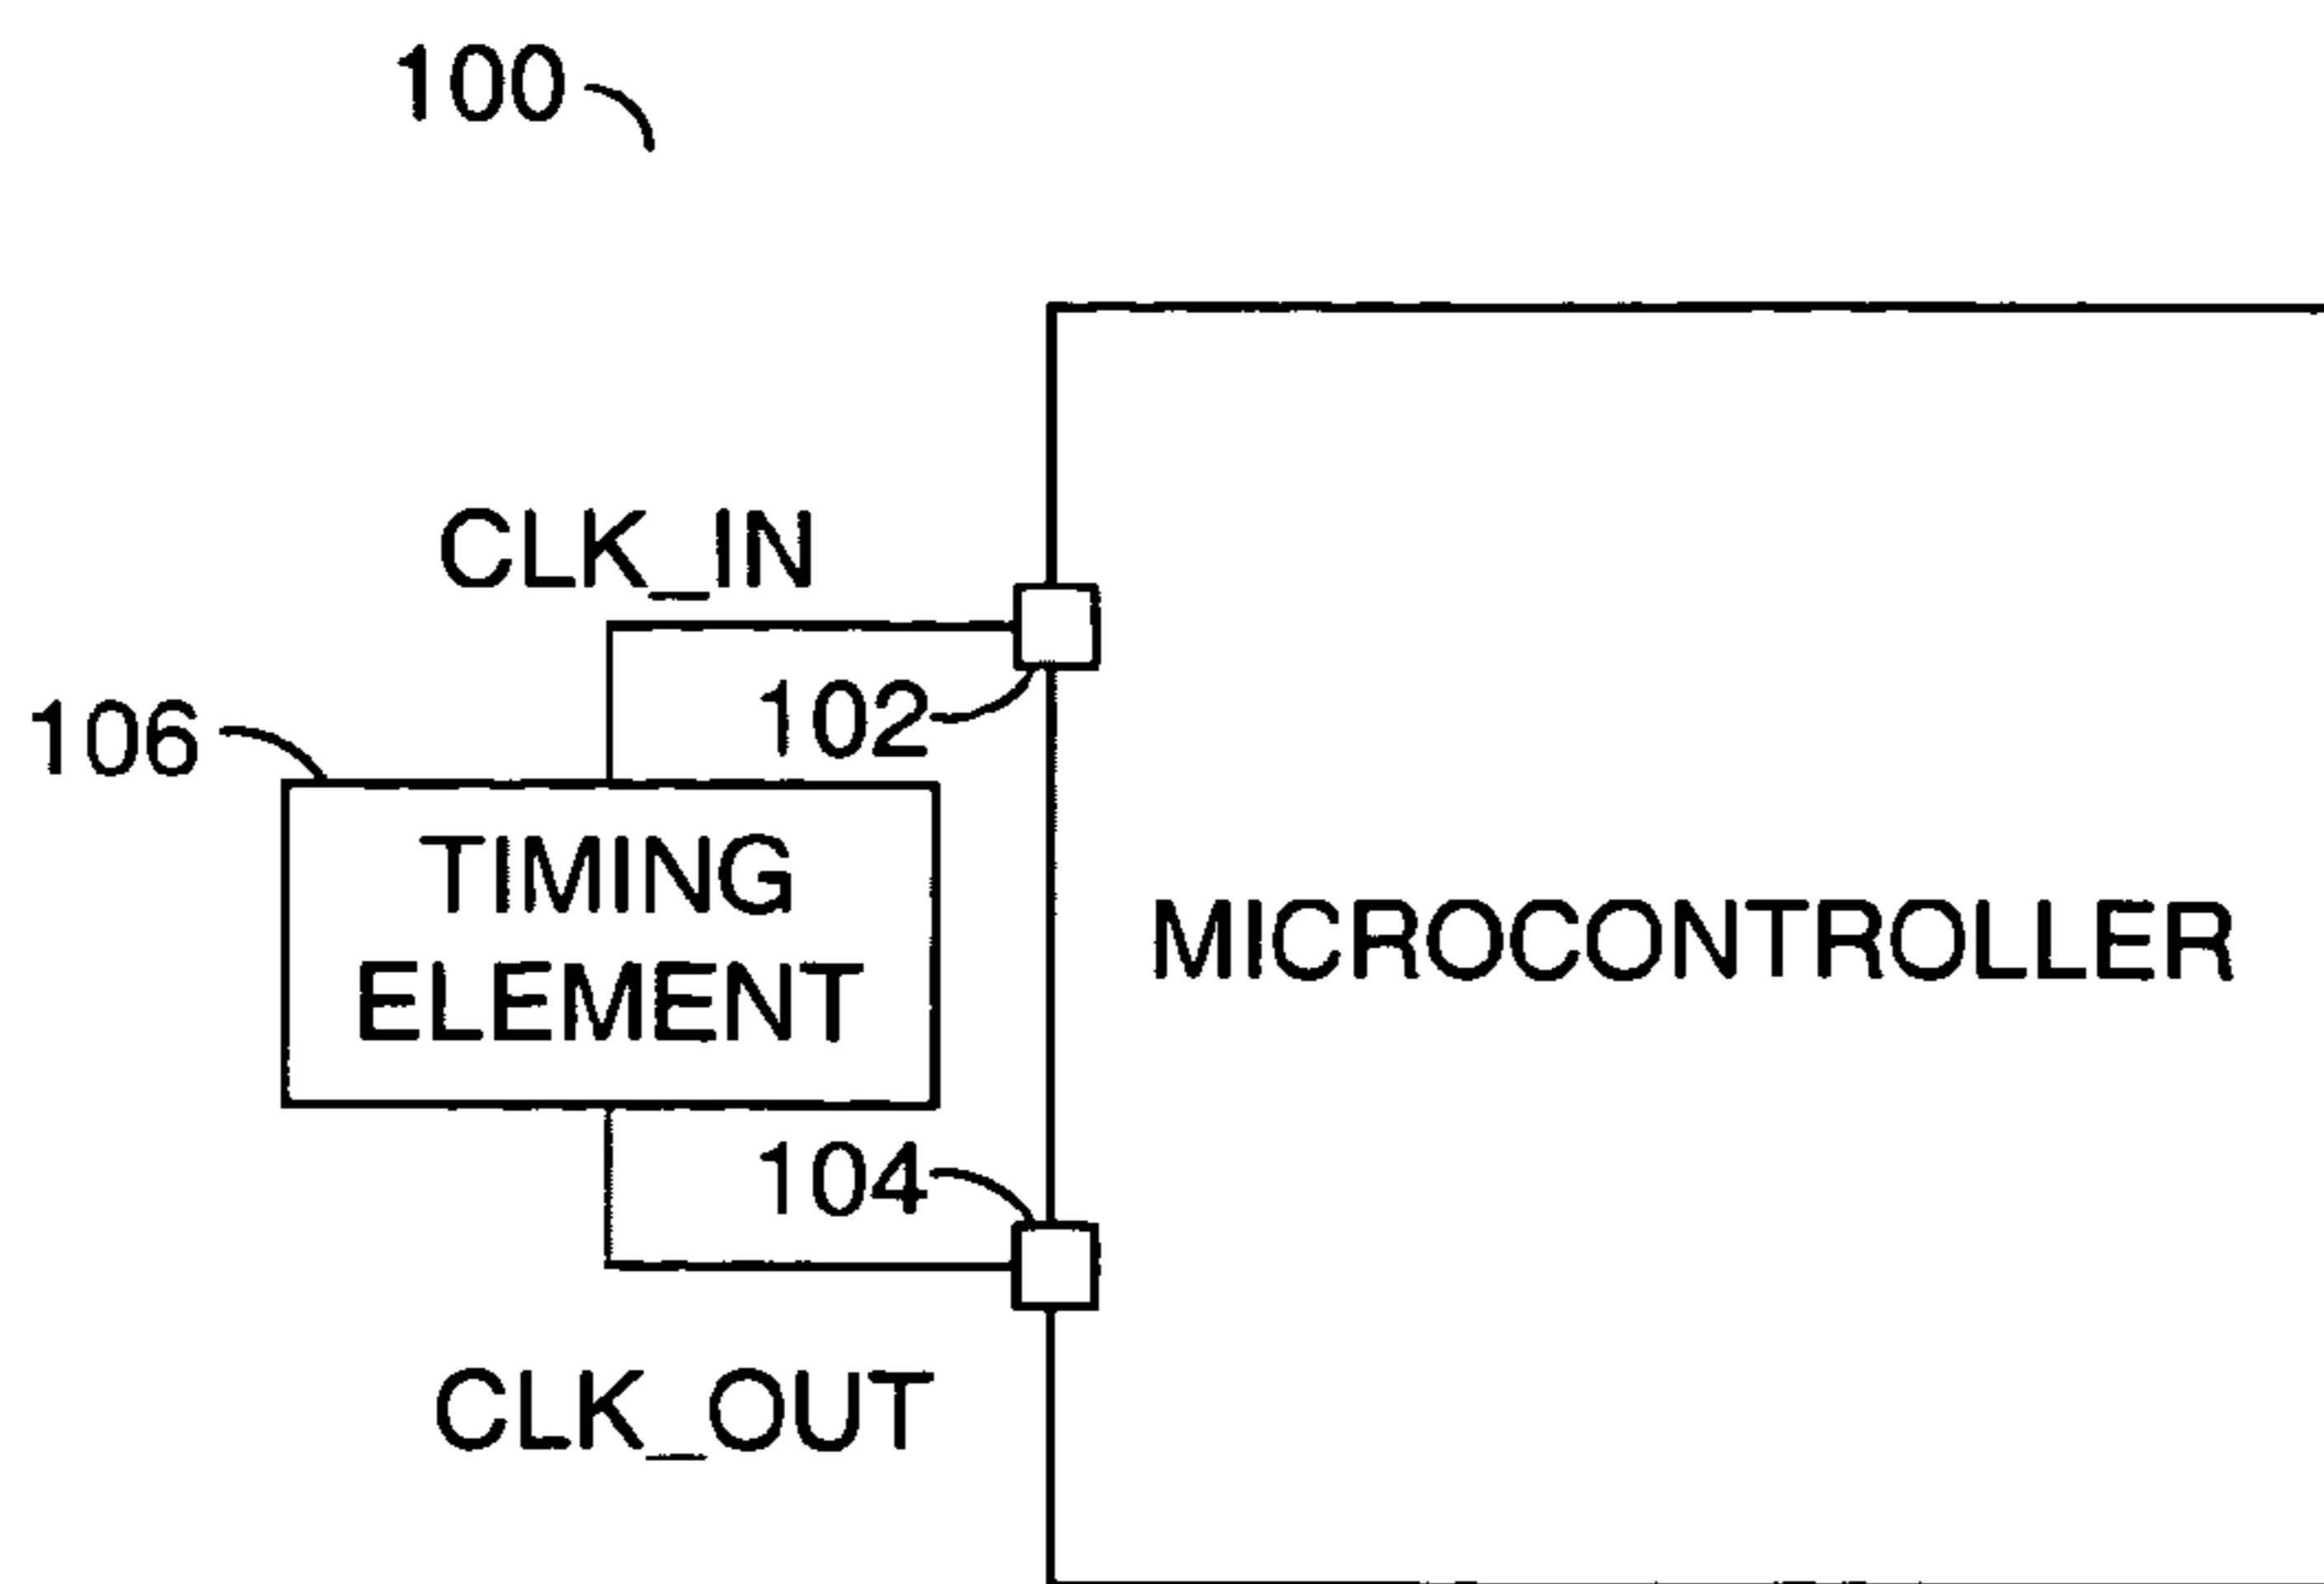 100
CLK_IN
102
106
TIMING
ELEMENT
MICROCONTROLLER
104
CLK_OUT